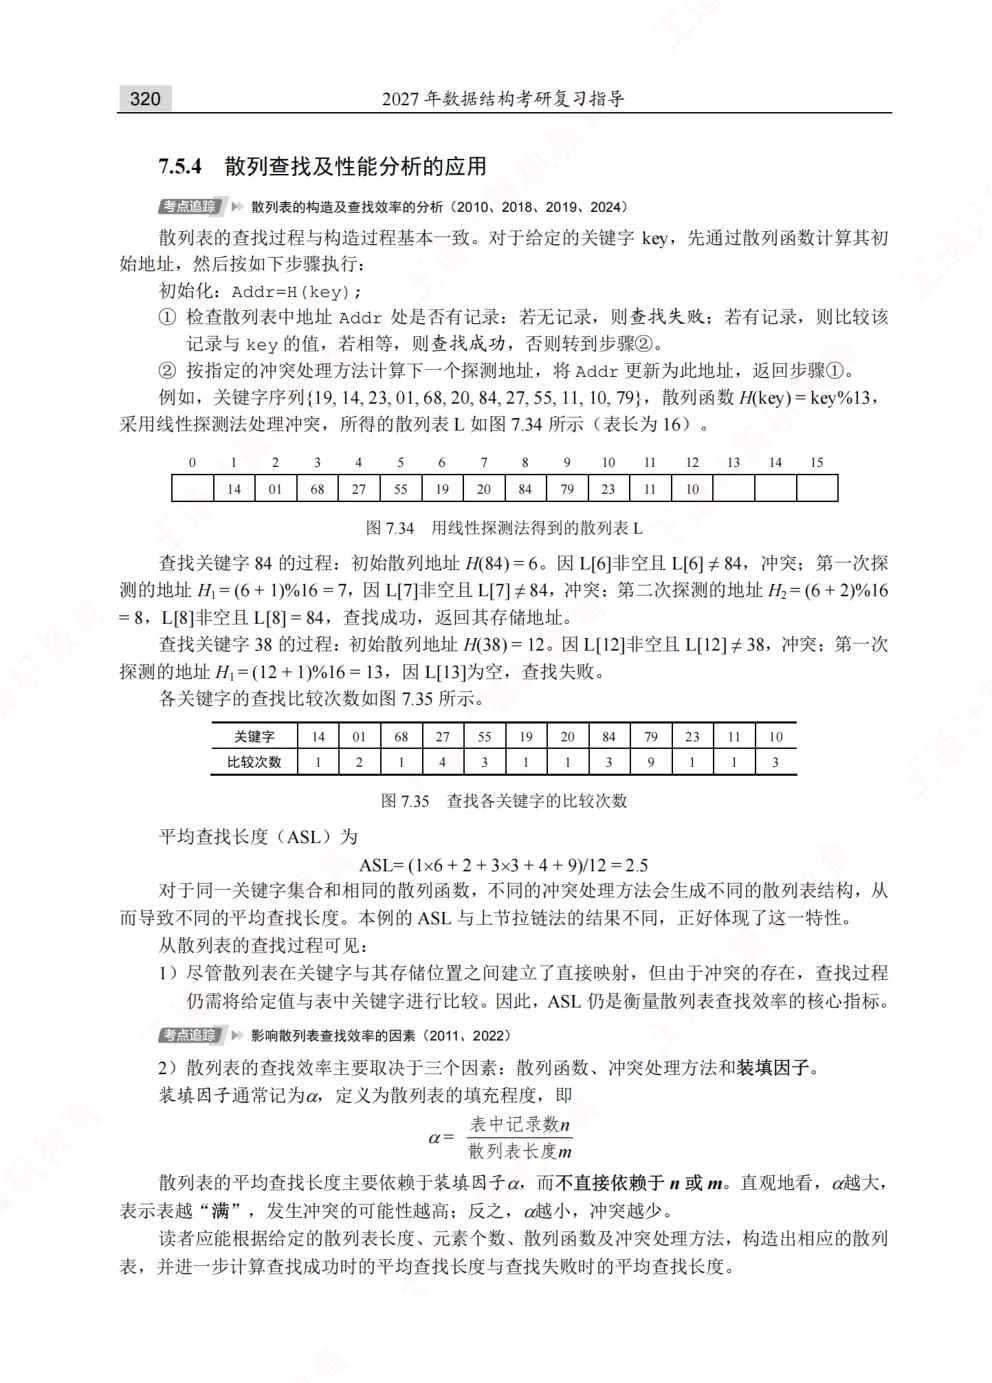 320
2027 年数据结构考研复习指导
7.5.4 散列查找及性能分析的应用
考点追踪 散列表的构造及查找效率的分析（2010、2018、2019、2024）
散列表的查找过程与构造过程基本一致。对于给定的关键字 key，先通过散列函数计算其初
始地址，然后按如下步骤执行：
初始化：Addr=H(key);
① 检查散列表中地址 Addr 处是否有记录：若无记录，则查找失败；若有记录，则比较该
记录与 key 的值，若相等，则查找成功，否则转到步骤②。
② 按指定的冲突处理方法计算下一个探测地址，将 Addr 更新为此地址，返回步骤①。
例如，关键字序列{19, 14, 23, 01, 68, 20, 84, 27, 55, 11, 10, 79}，散列函数 H(key) = key%13，
采用线性探测法处理冲突，所得的散列表 L 如图 7.34 所示（表长为 16）。
0 1 2 3 4 5 6 7 8 9 10 11 12 13 14 15
14 01 68 27 55 19 20 84 79 23 11 10
图 7.34 用线性探测法得到的散列表 L
查找关键字 84 的过程：初始散列地址 H(84) = 6。因 L[6]非空且 L[6] ≠ 84，冲突；第一次探
测的地址 H₁ = (6 + 1)%16 = 7，因 L[7]非空且 L[7] ≠ 84，冲突；第二次探测的地址 H₂ = (6 + 2)%16
= 8，L[8]非空且 L[8] = 84，查找成功，返回其存储地址。
查找关键字 38 的过程：初始散列地址 H(38) = 12。因 L[12]非空且 L[12] ≠ 38，冲突；第一次
探测的地址 H₁ = (12 + 1)%16 = 13，因 L[13]为空，查找失败。
各关键字的查找比较次数如图 7.35 所示。
关键字 14 01 68 27 55 19 20 84 79 23 11 10
比较次数 1 2 1 4 3 1 1 3 9 1 1 3
图 7.35 查找各关键字的比较次数
平均查找长度（ASL）为
ASL= (1×6 + 2 + 3×3 + 4 + 9)/12 = 2.5
对于同一关键字集合和相同的散列函数，不同的冲突处理方法会生成不同的散列表结构，从
而导致不同的平均查找长度。本例的 ASL 与上节拉链法的结果不同，正好体现了这一特性。
从散列表的查找过程可见：
1）尽管散列表在关键字与其存储位置之间建立了直接映射，但由于冲突的存在，查找过程
仍需将给定值与表中关键字进行比较。因此，ASL 仍是衡量散列表查找效率的核心指标。
考点追踪 影响散列表查找效率的因素（2011、2022）
2）散列表的查找效率主要取决于三个因素：散列函数、冲突处理方法和装填因子。
装填因子通常记为α，定义为散列表的填充程度，即
α = 表中记录数n
散列表长度m
散列表的平均查找长度主要依赖于装填因子α，而不直接依赖于 n 或 m。直观地看，α越大，
表示表越“满”，发生冲突的可能性越高；反之，α越小，冲突越少。
读者应能根据给定的散列表长度、元素个数、散列函数及冲突处理方法，构造出相应的散列
表，并进一步计算查找成功时的平均查找长度与查找失败时的平均查找长度。